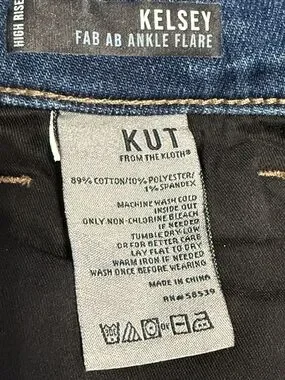 HIGH RISE
KELSEY
FAB AB ANKLE FLARE
KUT
FROM THE KLOTH®
89% COTTON/10% POLYESTER/
1% SPANDEX
MACHINE WASH COLD
INSIDE OUT
ONLY NON-CHLORINE BLEACH
IF NEEDED
TUMBLE DRY LOW
OR FOR BETTER CARE
LAY FLAT TO DRY
WARM IRON IF NEEDED
WASH ONCE BEFORE WEARING
MADE IN CHINA
RN# 58539
OR